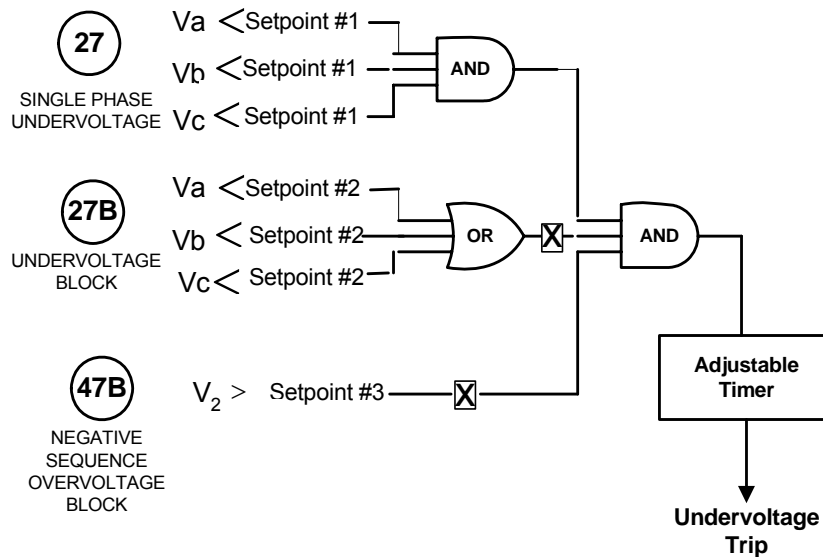 27
SINGLE PHASE
UNDERVOLTAGE
Va < Setpoint #1
Vb < Setpoint #1
Vc < Setpoint #1
AND
27B
UNDERVOLTAGE
BLOCK
Va < Setpoint #2
Vb < Setpoint #2
Vc < Setpoint #2
OR
X
AND
47B
NEGATIVE
SEQUENCE
OVERVOLTAGE
BLOCK
V2 > Setpoint #3
X
Adjustable
Timer
Undervoltage
Trip